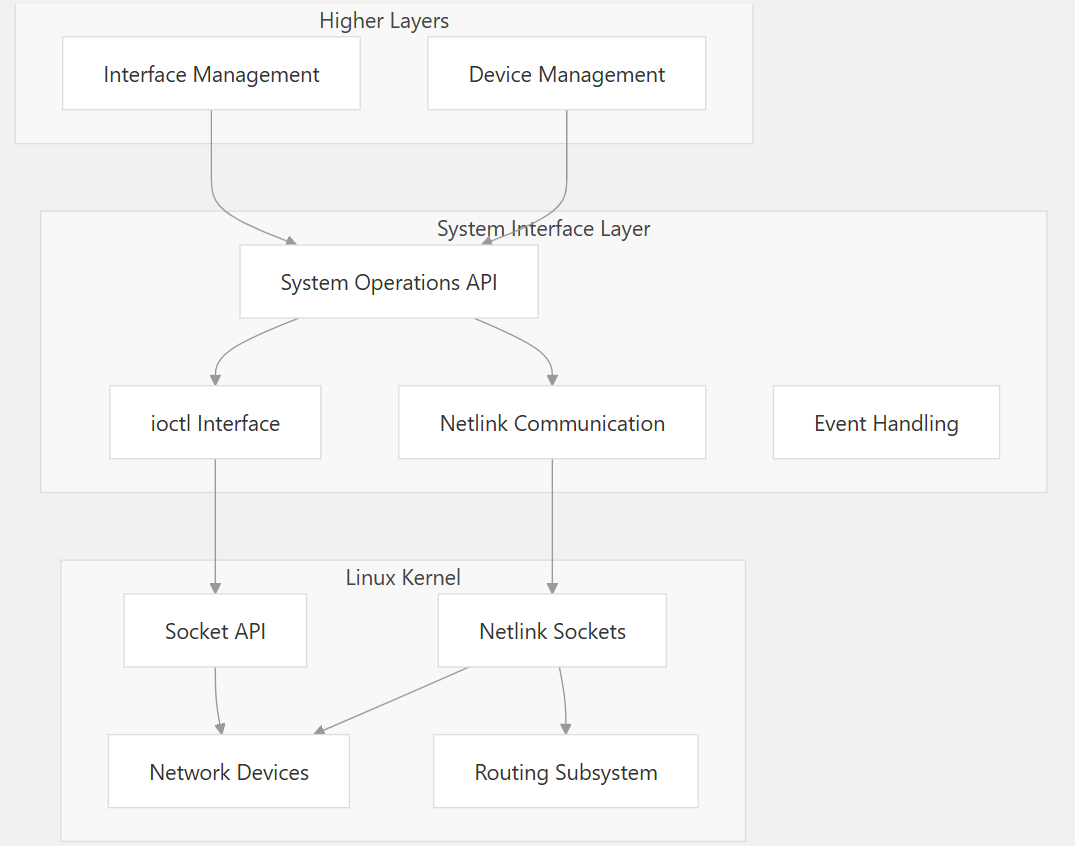 Higher Layers
Interface Management
Device Management
System Interface Layer
System Operations API
ioctl Interface
Netlink Communication
Event Handling
Linux Kernel
Socket API
Netlink Sockets
Network Devices
Routing Subsystem